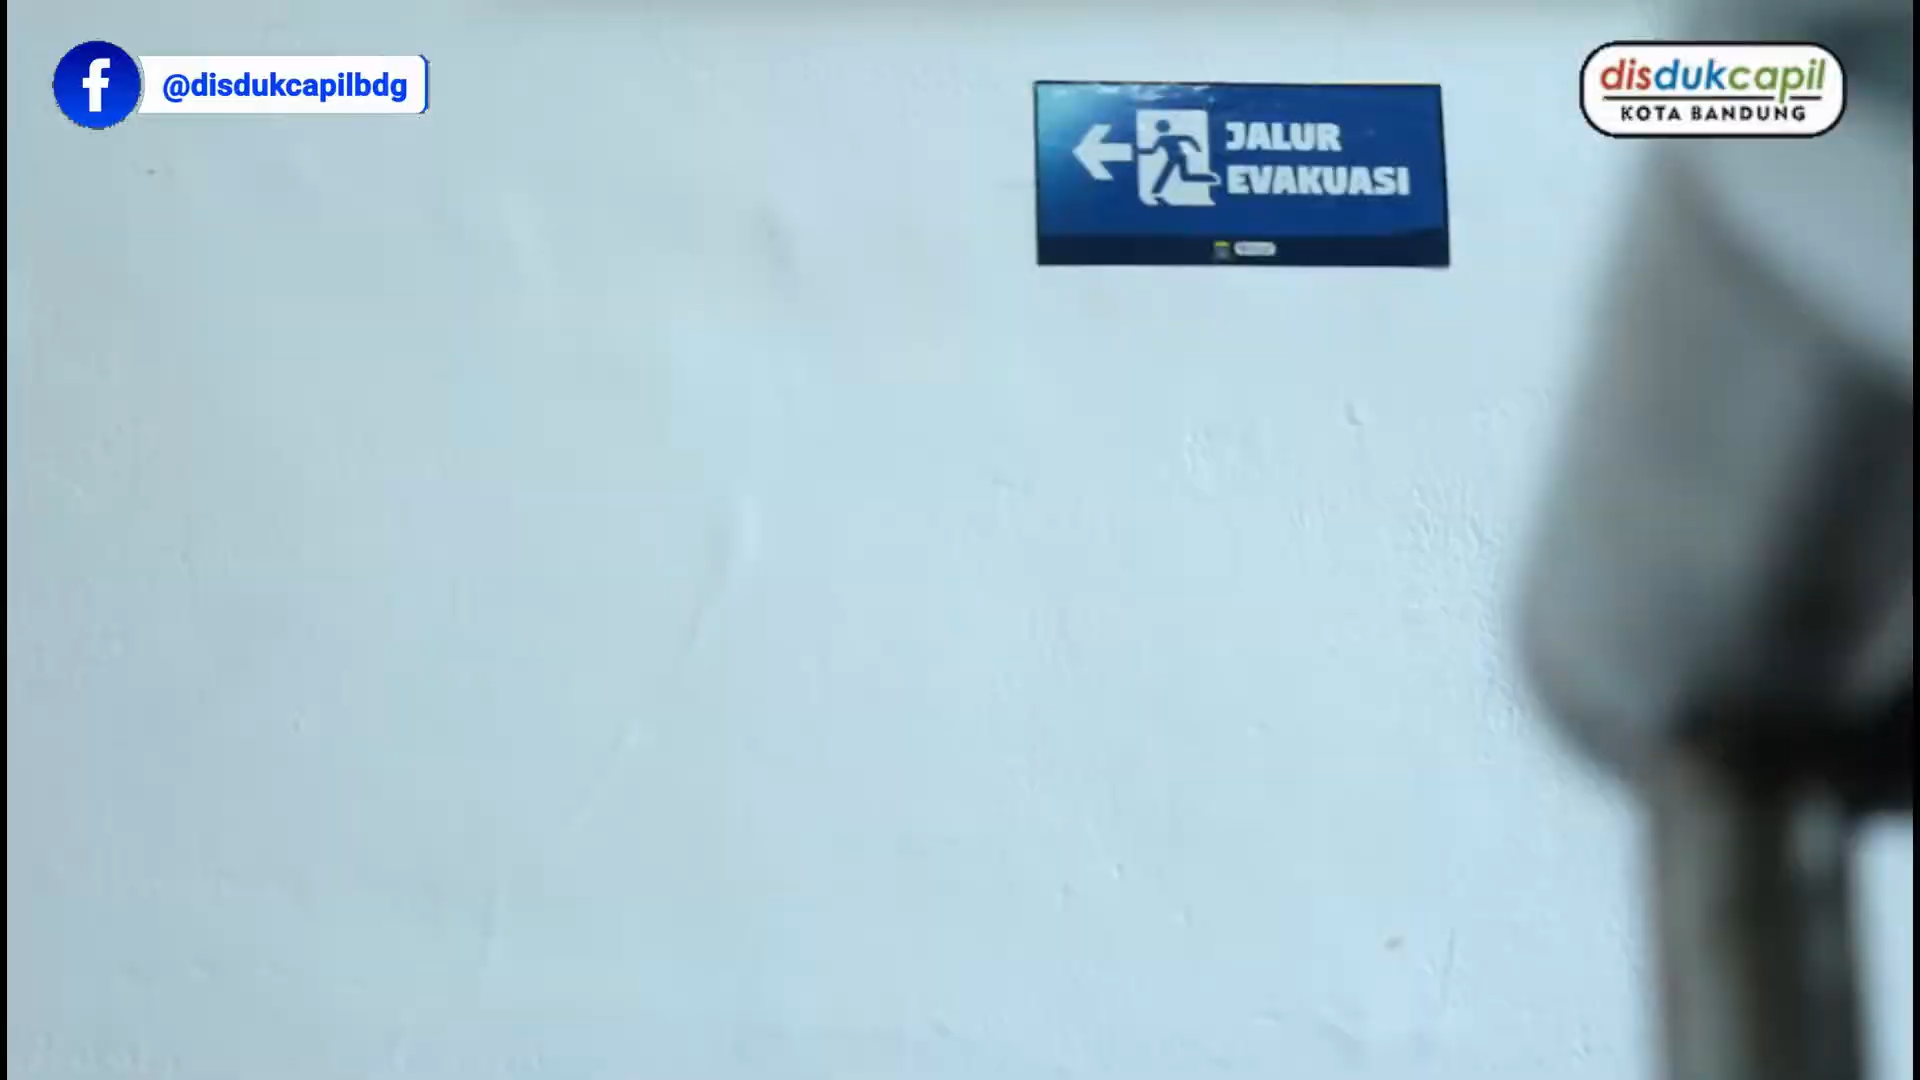 @disdukcapilbdg
disdukcapil
KOTA BANDUNG
JALUR
EVAKUASI